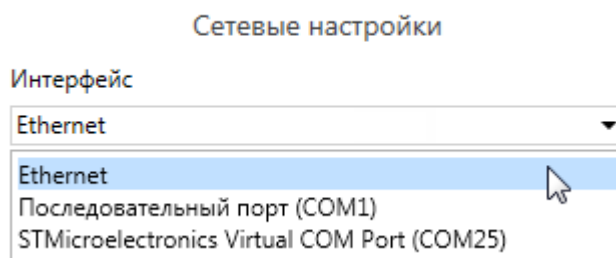 Сетевые настройки
Интерфейс
Ethernet
Ethernet
Последовательный порт (COM1)
STMicroelectronics Virtual COM Port (COM25)